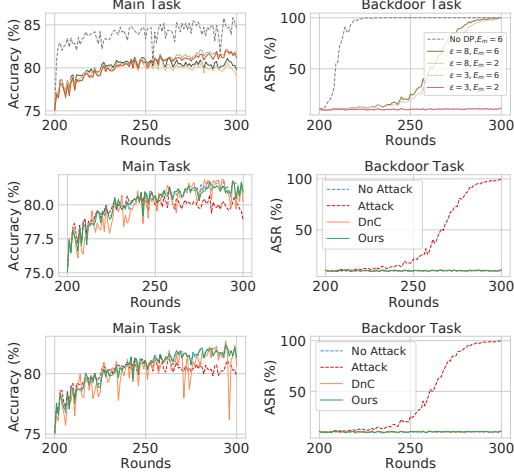 Main Task
Accuracy (%)
85
80
75
200
250
300
Rounds
Backdoor Task
ASR (%)
100
50
No DP,Eₘ = 6
ε = 8, Eₘ = 6
ε = 8, Eₘ = 2
ε = 3, Eₘ = 6
ε = 3, Eₘ = 2
200
250
300
Rounds
Main Task
Accuracy (%)
80.0
77.5
75.0
200
250
300
Rounds
Backdoor Task
ASR (%)
100
50
No Attack
Attack
DnC
Ours
200
250
300
Rounds
Main Task
Accuracy (%)
80
75
200
250
300
Rounds
Backdoor Task
ASR (%)
100
50
No Attack
Attack
DnC
Ours
200
250
300
Rounds